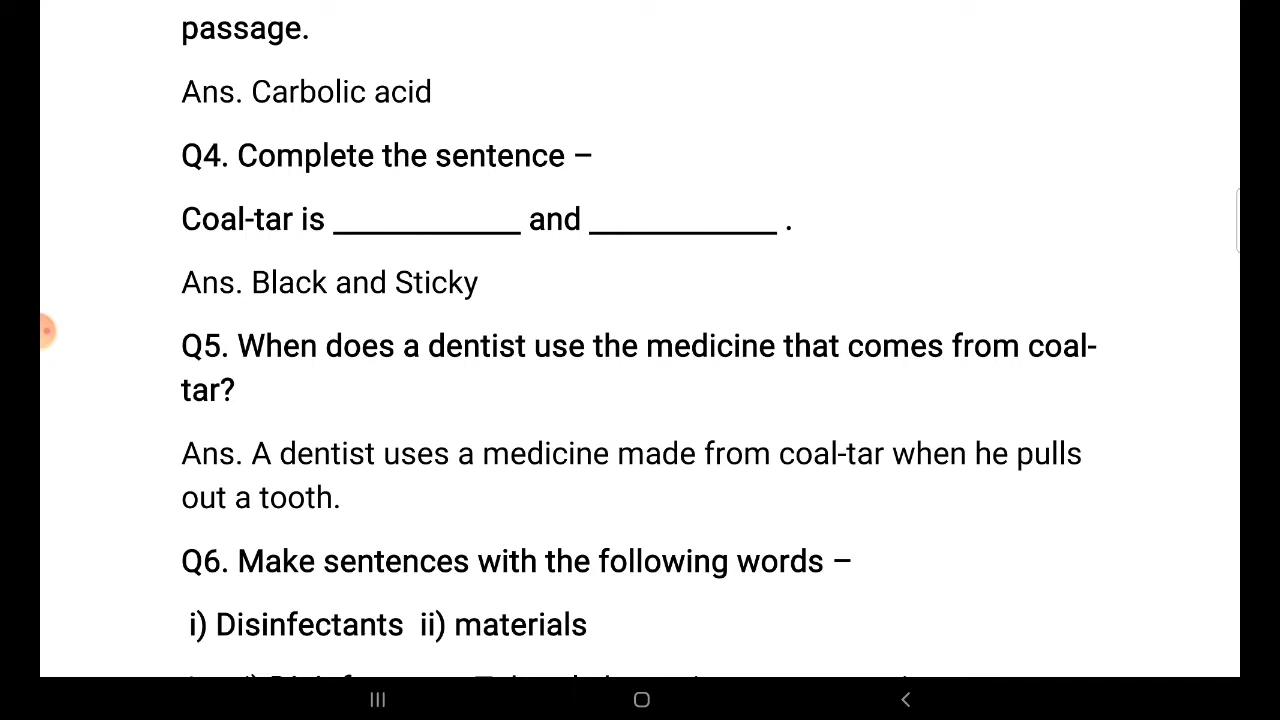 passage.
Ans. Carbolic acid
Q4. Complete the sentence –
Coal-tar is ____________ and ____________ .
Ans. Black and Sticky
Q5. When does a dentist use the medicine that comes from coal-
tar?
Ans. A dentist uses a medicine made from coal-tar when he pulls
out a tooth.
Q6. Make sentences with the following words –
i) Disinfectants ii) materials